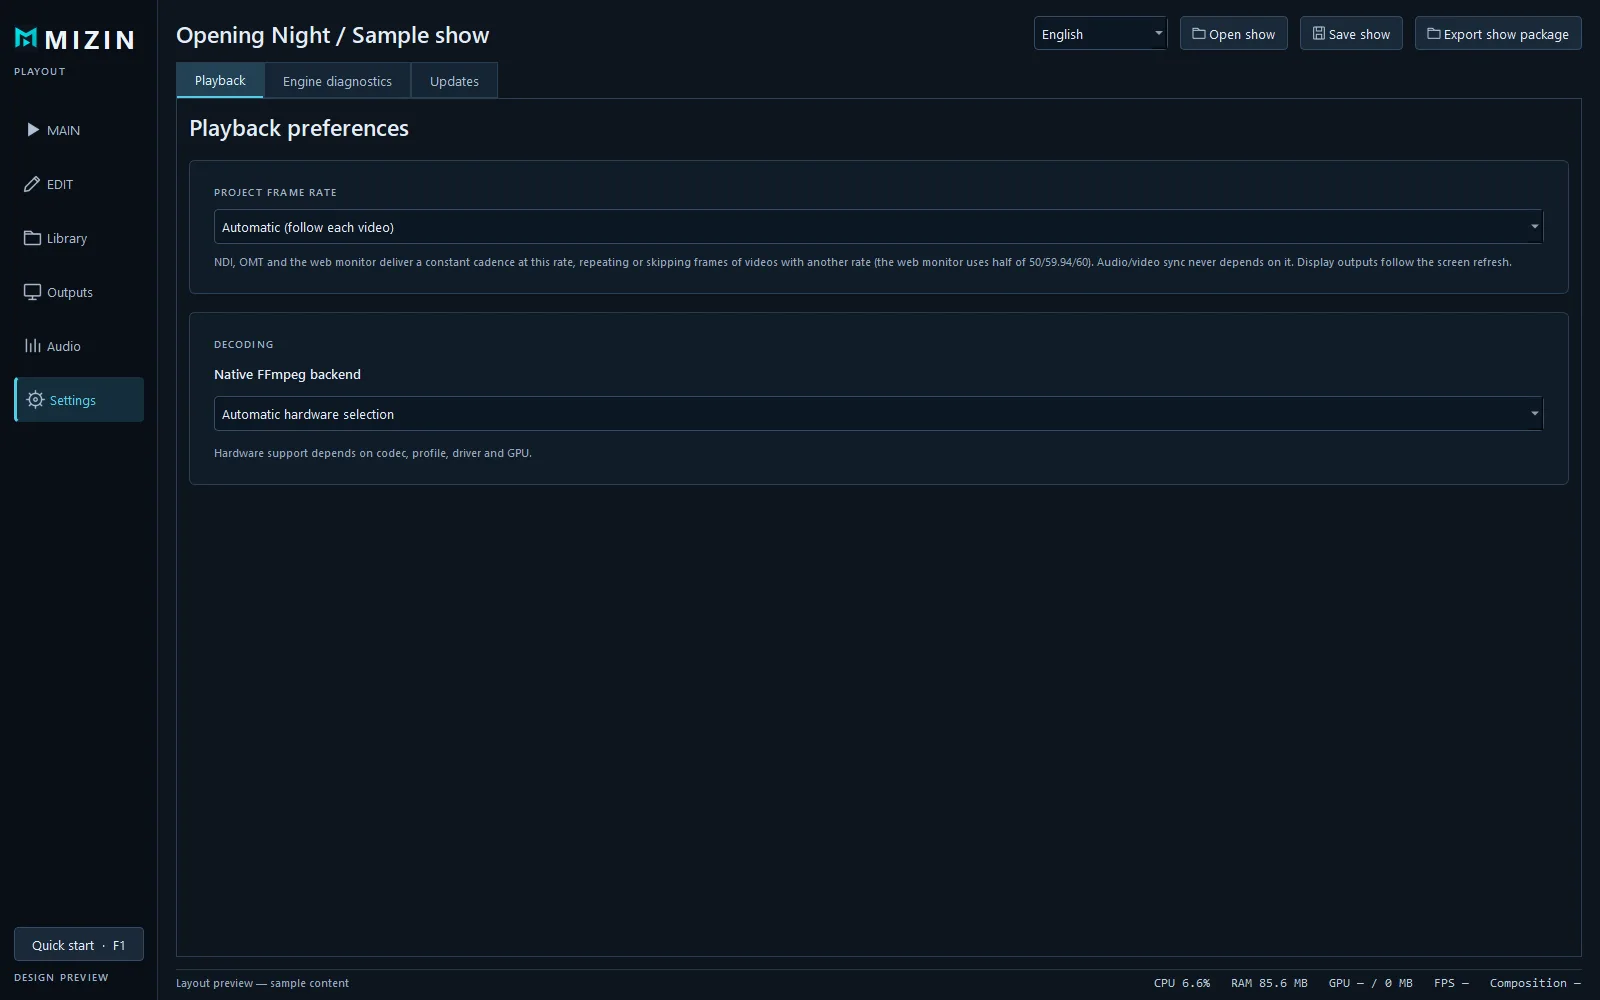 MIZIN
PLAYOUT
MAIN
EDIT
Library
Outputs
Audio
Settings
Quick start · F1
DESIGN PREVIEW
Opening Night / Sample show
English
Open show
Save show
Export show package
Playback
Engine diagnostics
Updates
Playback preferences
PROJECT FRAME RATE
Automatic (follow each video)
NDI, OMT and the web monitor deliver a constant cadence at this rate, repeating or skipping frames of videos with another rate (the web monitor uses half of 50/59.94/60). Audio/video sync never depends on it. Display outputs follow the screen refresh.
DECODING
Native FFmpeg backend
Automatic hardware selection
Hardware support depends on codec, profile, driver and GPU.
Layout preview — sample content
CPU 6.6% RAM 85.6 MB GPU — / 0 MB FPS — Composition —